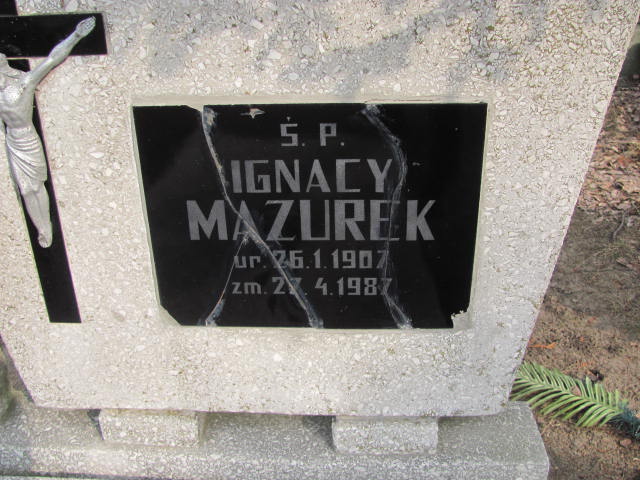 Ś. P.
IGNACY
MAZUREK
ur. 26.1.1907
zm. 27.4.1987